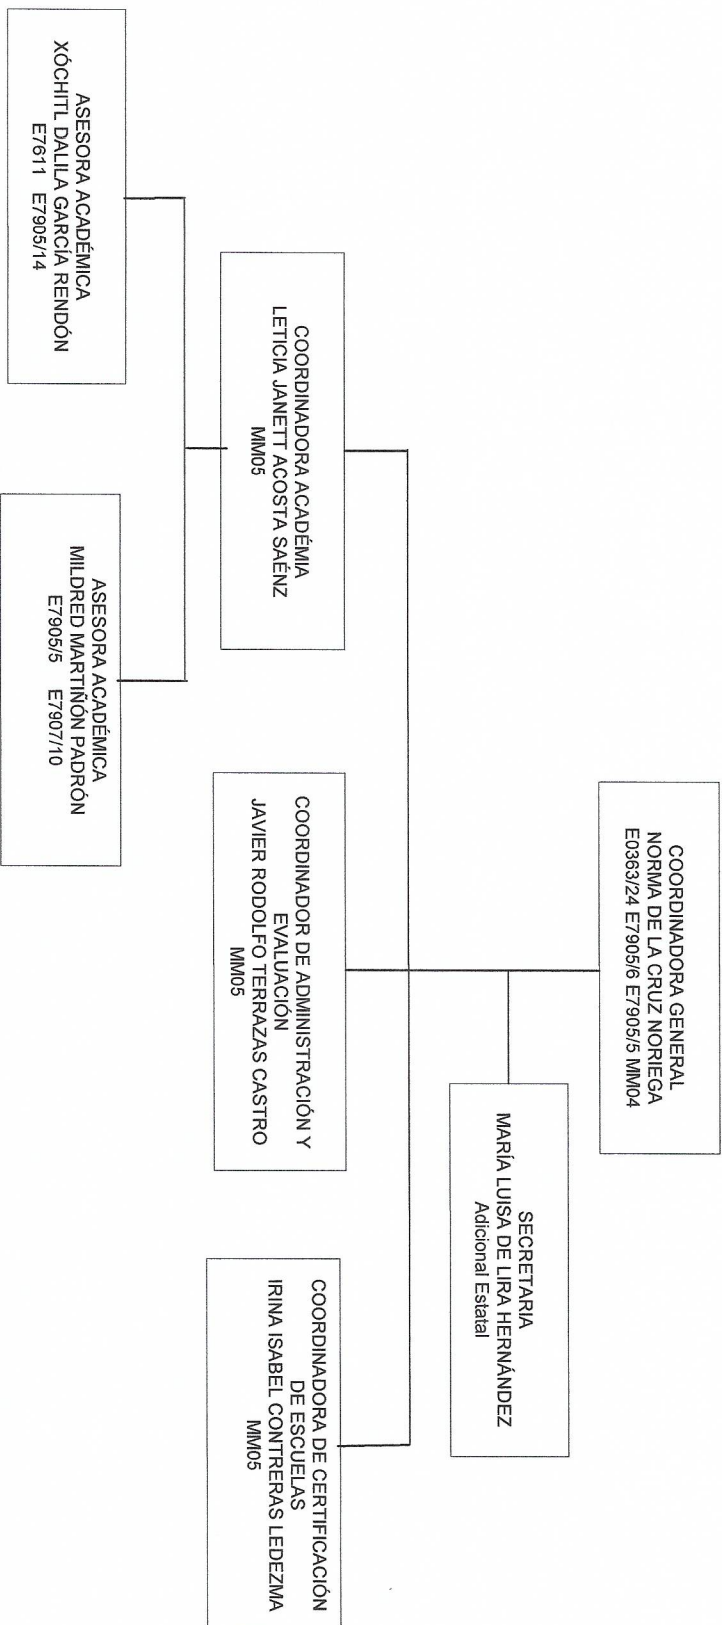 COORDINADORA GENERAL
NORMA DE LA CRUZ NORIEGA
E0363/24 E7905/6 E7905/5 MM04
SECRETARIA
MARÍA LUISA DE LIRA HERNÁNDEZ
Adicional Estatal
COORDINADORA ACADÉMIA
LETICIA JANETT ACOSTA SAÉNZ
MM05
COORDINADOR DE ADMINISTRACIÓN Y
EVALUACIÓN
JAVIER RODOLFO TERRAZAS CASTRO
MM05
COORDINADORA DE CERTIFICACIÓN
DE ESCUELAS
IRINA ISABEL CONTRERAS LEDEZMA
MM05
ASESORA ACADÉMICA
XÓCHITL DALILA GARCÍA RENDÓN
E7611 E7905/14
ASESORA ACADÉMICA
MILDRED MARTIÑÓN PADRÓN
E7905/5 E7907/10